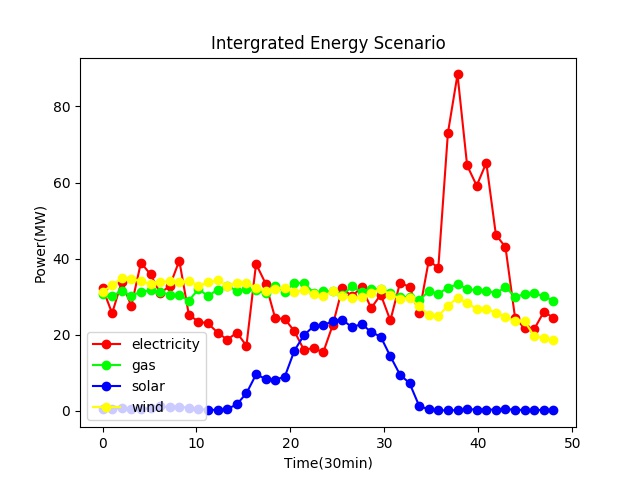 Intergrated Energy Scenario
Power(MW)
80
60
40
20
0
electricity
gas
solar
wind
0 10 20 30 40 50
Time(30min)